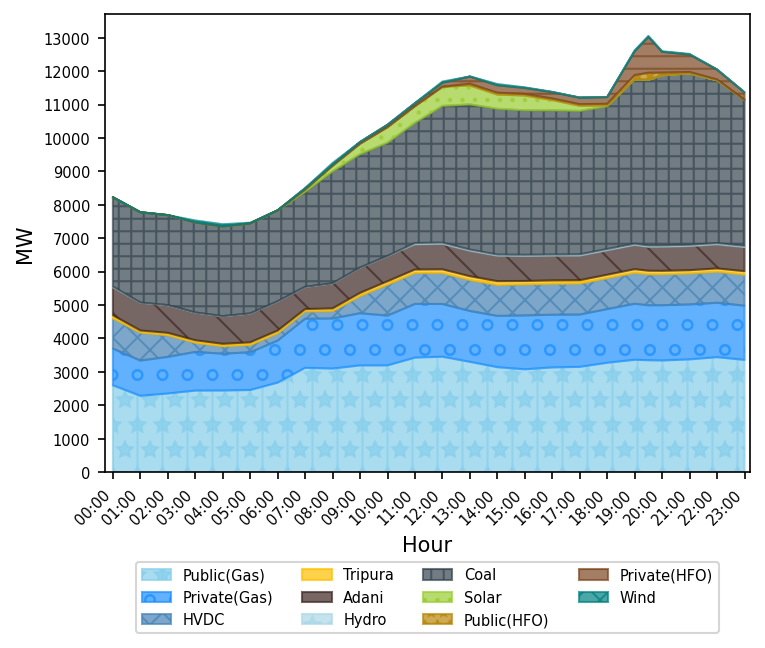 13000
12000
11000
10000
9000
8000
7000
6000
5000
4000
3000
2000
1000
0
MW
00:00 01:00 02:00 03:00 04:00 05:00 06:00 07:00 08:00 09:00 10:00 11:00 12:00 13:00 14:00 15:00 16:00 17:00 18:00 19:00 20:00 21:00 22:00 23:00
Hour
Public(Gas) Tripura Coal Private(HFO)
Private(Gas) Adani Solar Wind
HVDC Hydro Public(HFO)